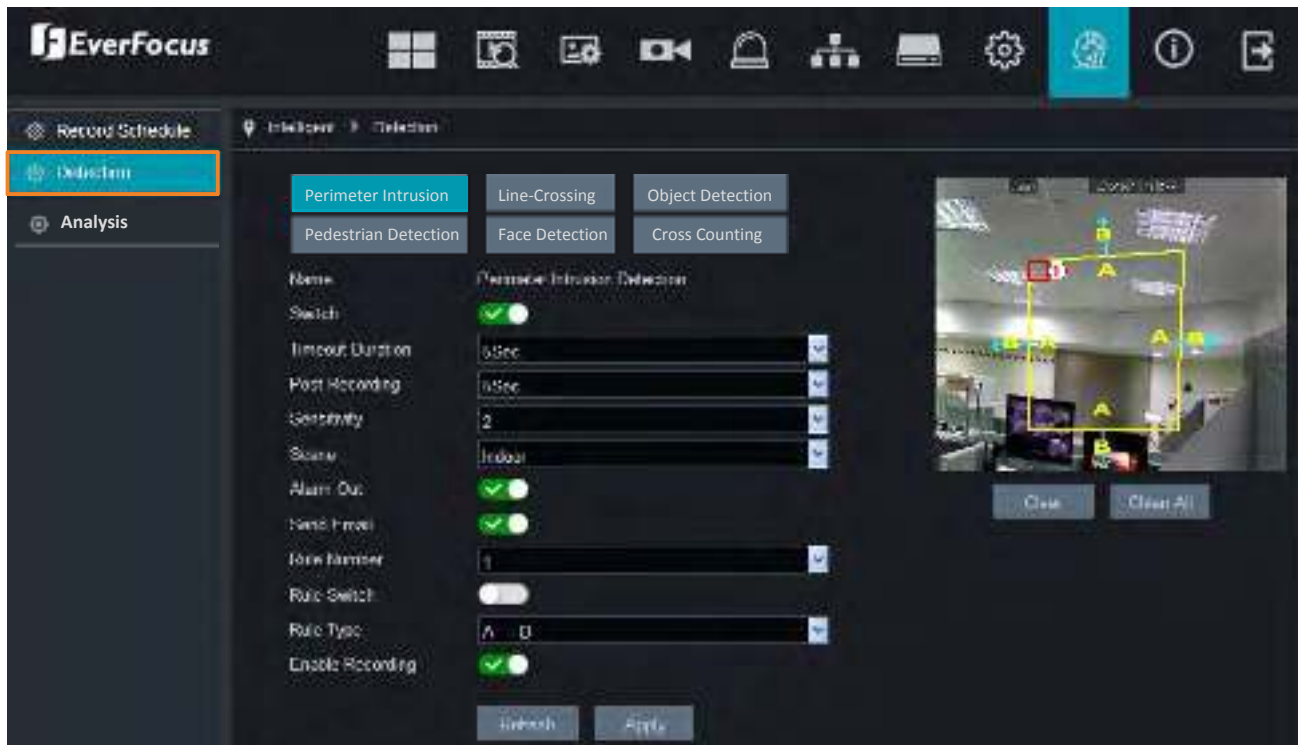 EverFocus
Record Schedule
Detection
Analysis
Intelligent > Detection
Perimeter Intrusion
Line-Crossing
Object Detection
Pedestrian Detection
Face Detection
Cross Counting
Name
Perimeter Intrusion Detection
Switch
Timeout Duration
5Sec
Post Recording
5Sec
Sensitivity
2
Scene
Indoor
Alarm Out
Send Email
Rule Number
1
Rule Switch
Rule Type
A B
Enable Recording
Refresh
Apply
B
A
B A
A B
A
B
Clear
Clear All